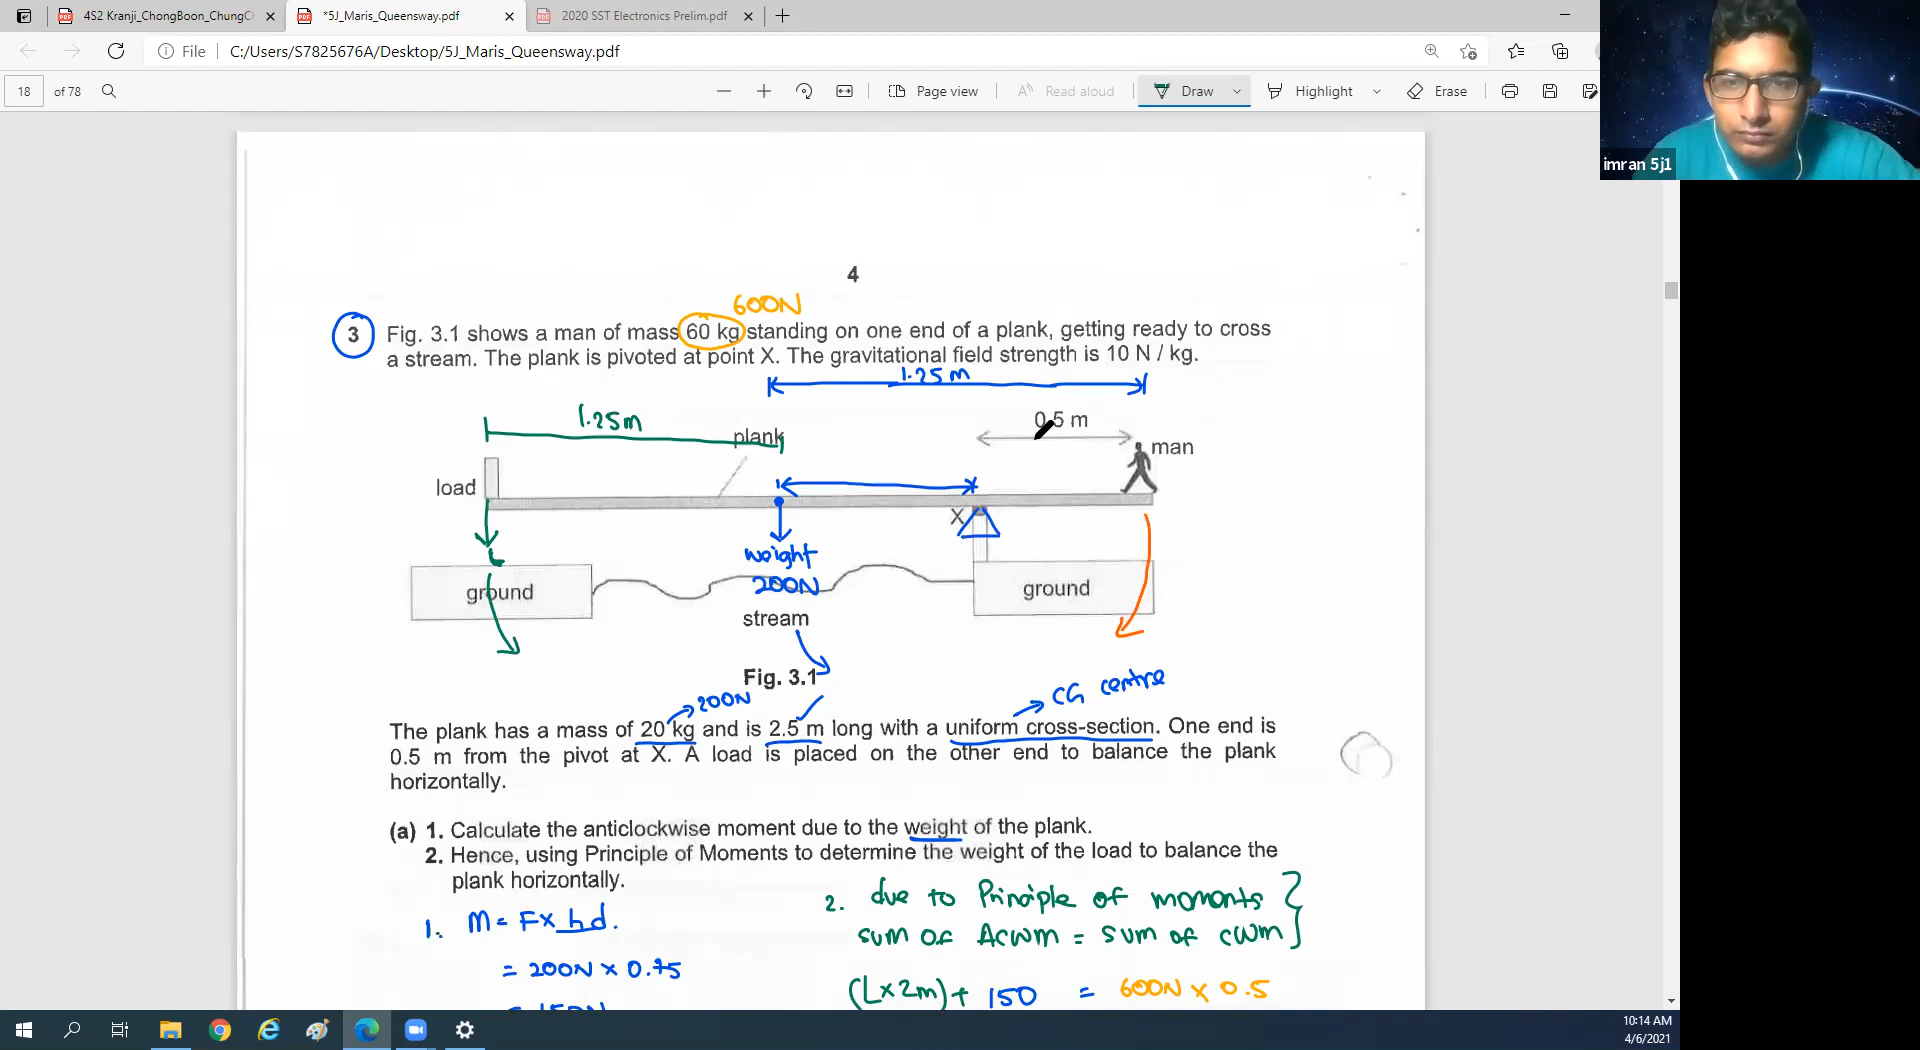 4S2 Kranji_ChongBoon_ChungC
*5J_Maris_Queensway.pdf
2020 SST Electronics Prelim.pdf
File
C:/Users/S7825676A/Desktop/5J_Maris_Queensway.pdf
18 of 78
Page view
Read aloud
Draw
Highlight
Erase
imran 5j1
4
600N
3 Fig. 3.1 shows a man of mass 60 kg standing on one end of a plank, getting ready to cross
a stream. The plank is pivoted at point X. The gravitational field strength is 10 N / kg.
1.25m
1.25m
0.5 m
plank
man
load
X
weight
200N
ground
ground
stream
Fig. 3.1
200N
CG centre
The plank has a mass of 20 kg and is 2.5 m long with a uniform cross-section. One end is
0.5 m from the pivot at X. A load is placed on the other end to balance the plank
horizontally.
(a) 1. Calculate the anticlockwise moment due to the weight of the plank.
2. Hence, using Principle of Moments to determine the weight of the load to balance the
plank horizontally.
1. M = F x h d.
= 200N x 0.75
2. due to Principle of moments
sum of ACWM = sum of CWM
(L x 2m) + 150 = 600N x 0.5
10:14 AM
4/6/2021